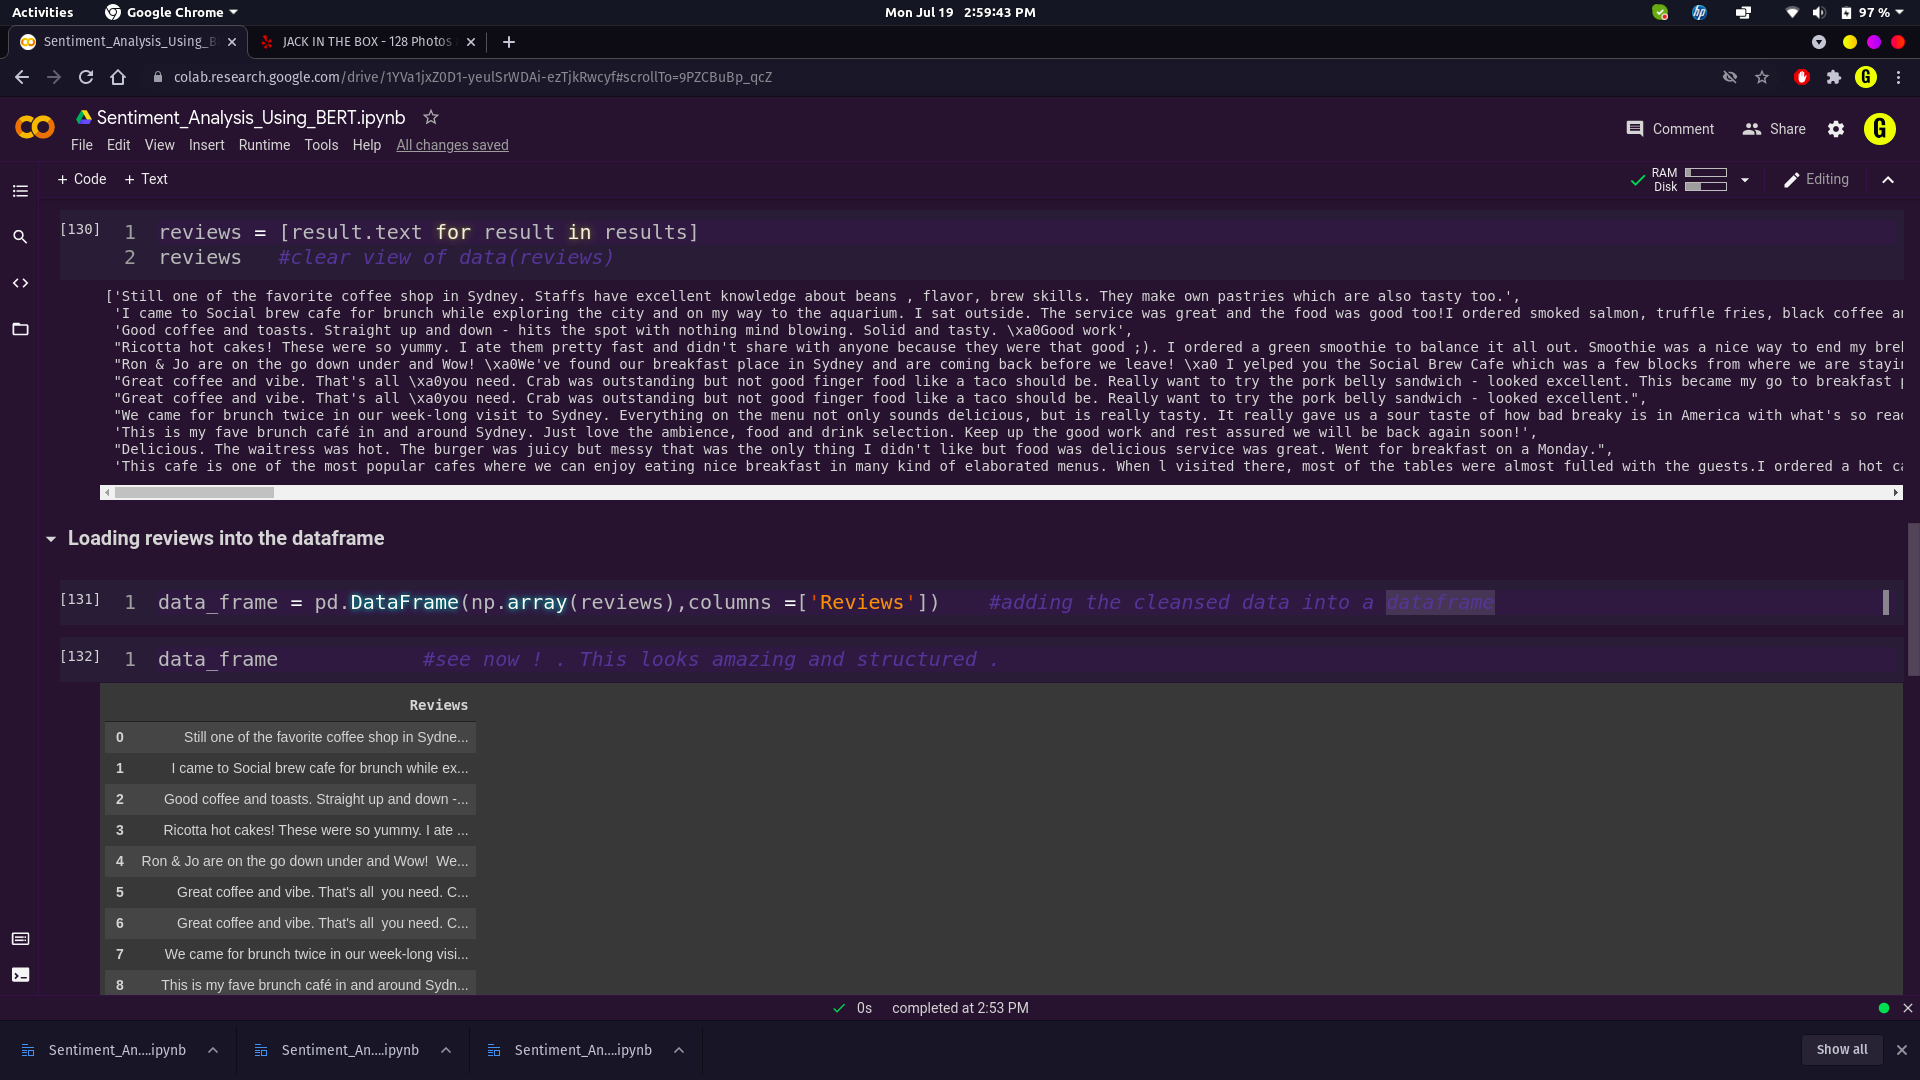 Activities Google Chrome Mon Jul 19 2:59:43 PM 97 %
Sentiment_Analysis_Using_B JACK IN THE BOX - 128 Photos
colab.research.google.com/drive/1YVa1jxZ0D1-yeulSrWDAi-ezTjkRwcyf#scrollTo=9PZCBuBp_qcZ
Sentiment_Analysis_Using_BERT.ipynb
File Edit View Insert Runtime Tools Help All changes saved
Comment Share G
+ Code + Text
RAM
Disk
Editing
[130] 1 reviews = [result.text for result in results]
2 reviews #clear view of data(reviews)
['Still one of the favorite coffee shop in Sydney. Staffs have excellent knowledge about beans , flavor, brew skills. They make own pastries which are also tasty too.',
'I came to Social brew cafe for brunch while exploring the city and on my way to the aquarium. I sat outside. The service was great and the food was good too!I ordered smoked salmon, truffle fries, black coffee an
'Good coffee and toasts. Straight up and down - hits the spot with nothing mind blowing. Solid and tasty. \xa0Good work',
"Ricotta hot cakes! These were so yummy. I ate them pretty fast and didn't share with anyone because they were that good ;). I ordered a green smoothie to balance it all out. Smoothie was a nice way to end my brek
"Ron & Jo are on the go down under and Wow! \xa0We've found our breakfast place in Sydney and are coming back before we leave! \xa0 I yelped you the Social Brew Cafe which was a few blocks from where we are stayin
"Great coffee and vibe. That's all \xa0you need. Crab was outstanding but not good finger food like a taco should be. Really want to try the pork belly sandwich - looked excellent. This became my go to breakfast p
"Great coffee and vibe. That's all \xa0you need. Crab was outstanding but not good finger food like a taco should be. Really want to try the pork belly sandwich - looked excellent.",
"We came for brunch twice in our week-long visit to Sydney. Everything on the menu not only sounds delicious, but is really tasty. It really gave us a sour taste of how bad breaky is in America with what's so read
'This is my fave brunch café in and around Sydney. Just love the ambience, food and drink selection. Keep up the good work and rest assured we will be back again soon!',
"Delicious. The waitress was hot. The burger was juicy but messy that was the only thing I didn't like but food was delicious service was great. Went for breakfast on a Monday.",
'This cafe is one of the most popular cafes where we can enjoy eating nice breakfast in many kind of elaborated menus. When l visited there, most of the tables were almost fulled with the guests.I ordered a hot ca
Loading reviews into the dataframe
[131] 1 data_frame = pd.DataFrame(np.array(reviews),columns =['Reviews']) #adding the cleansed data into a dataframe
[132] 1 data_frame #see now ! . This looks amazing and structured .
Reviews
0 Still one of the favorite coffee shop in Sydne...
1 I came to Social brew cafe for brunch while ex...
2 Good coffee and toasts. Straight up and down -...
3 Ricotta hot cakes! These were so yummy. I ate ...
4 Ron & Jo are on the go down under and Wow! We...
5 Great coffee and vibe. That's all you need. C...
6 Great coffee and vibe. That's all you need. C...
7 We came for brunch twice in our week-long visi...
8 This is my fave brunch café in and around Sydn...
0s completed at 2:53 PM
Sentiment_An....ipynb Sentiment_An....ipynb Sentiment_An....ipynb Show all